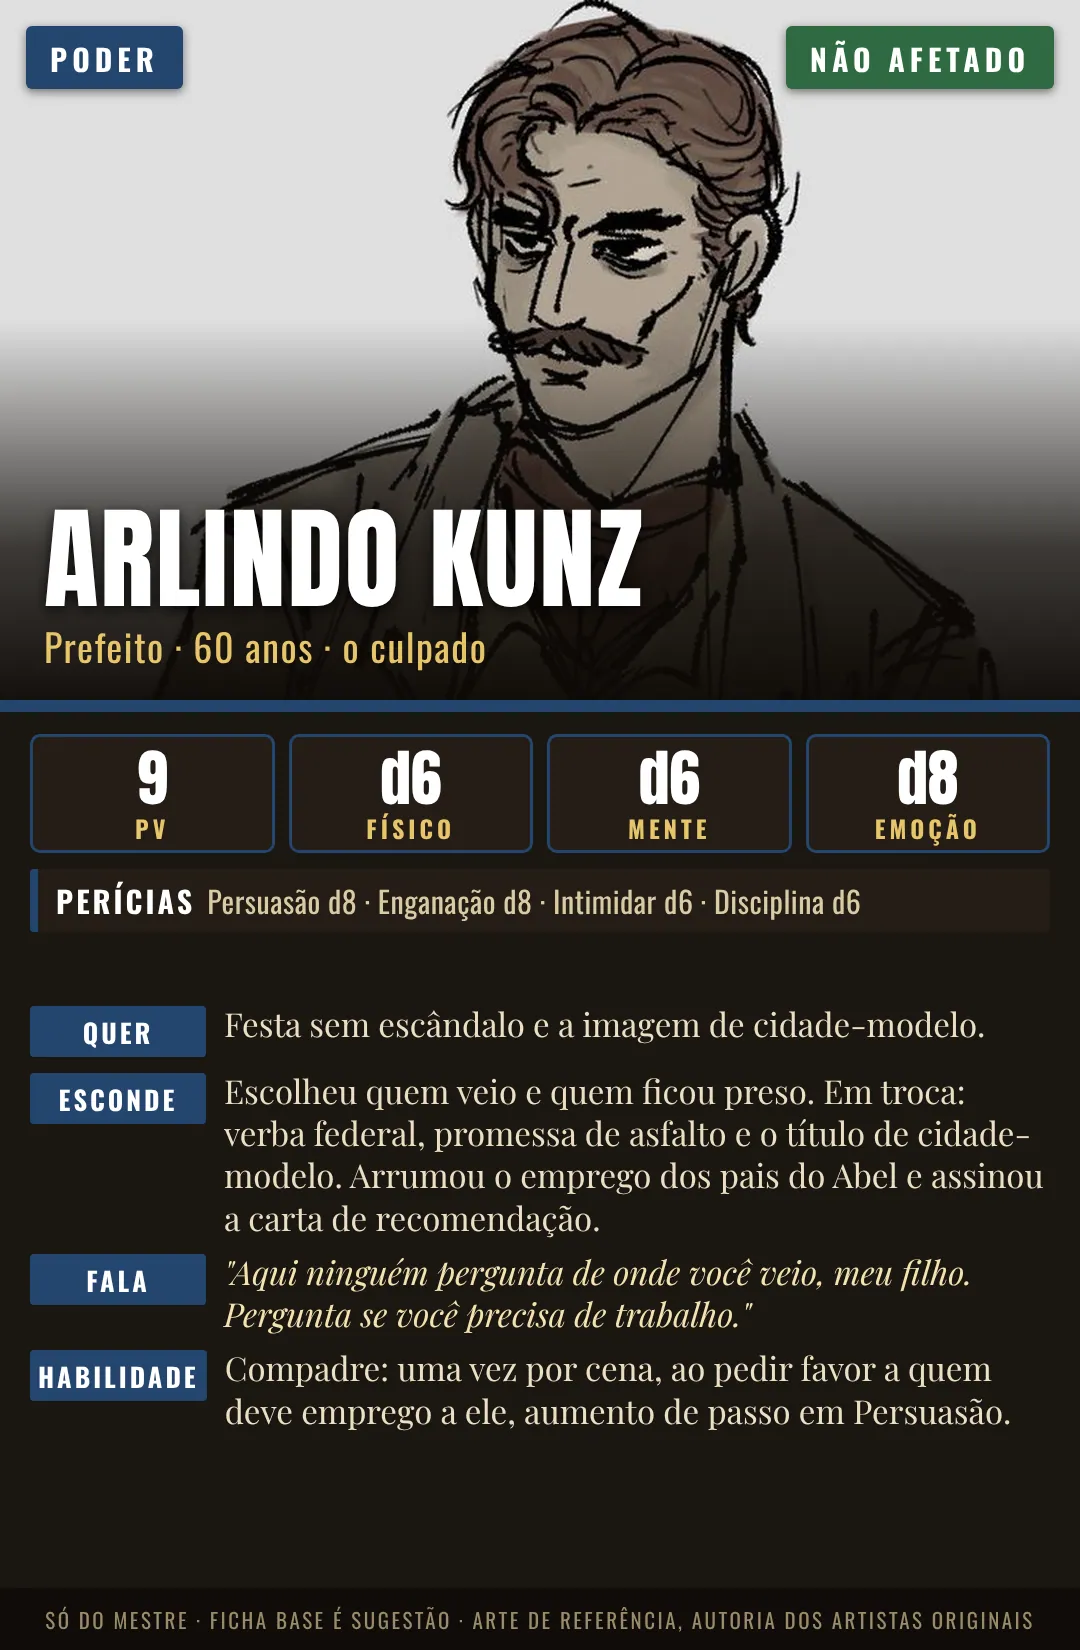 PODER
NÃO AFETADO
ARLINDO KUNZ
Prefeito · 60 anos · o culpado
9
PV
d6
FÍSICO
d6
MENTE
d8
EMOÇÃO
PERÍCIAS Persuasão d8 · Enganação d8 · Intimidar d6 · Disciplina d6
QUER
Festa sem escândalo e a imagem de cidade-modelo.
ESCONDE
Escolheu quem veio e quem ficou preso. Em troca:
verba federal, promessa de asfalto e o título de cidade-
modelo. Arrumou o emprego dos pais do Abel e assinou
a carta de recomendação.
FALA
"Aqui ninguém pergunta de onde você veio, meu filho.
Pergunta se você precisa de trabalho."
HABILIDADE
Compadre: uma vez por cena, ao pedir favor a quem
deve emprego a ele, aumento de passo em Persuasão.
SÓ DO MESTRE · FICHA BASE É SUGESTÃO · ARTE DE REFERÊNCIA, AUTORIA DOS ARTISTAS ORIGINAIS